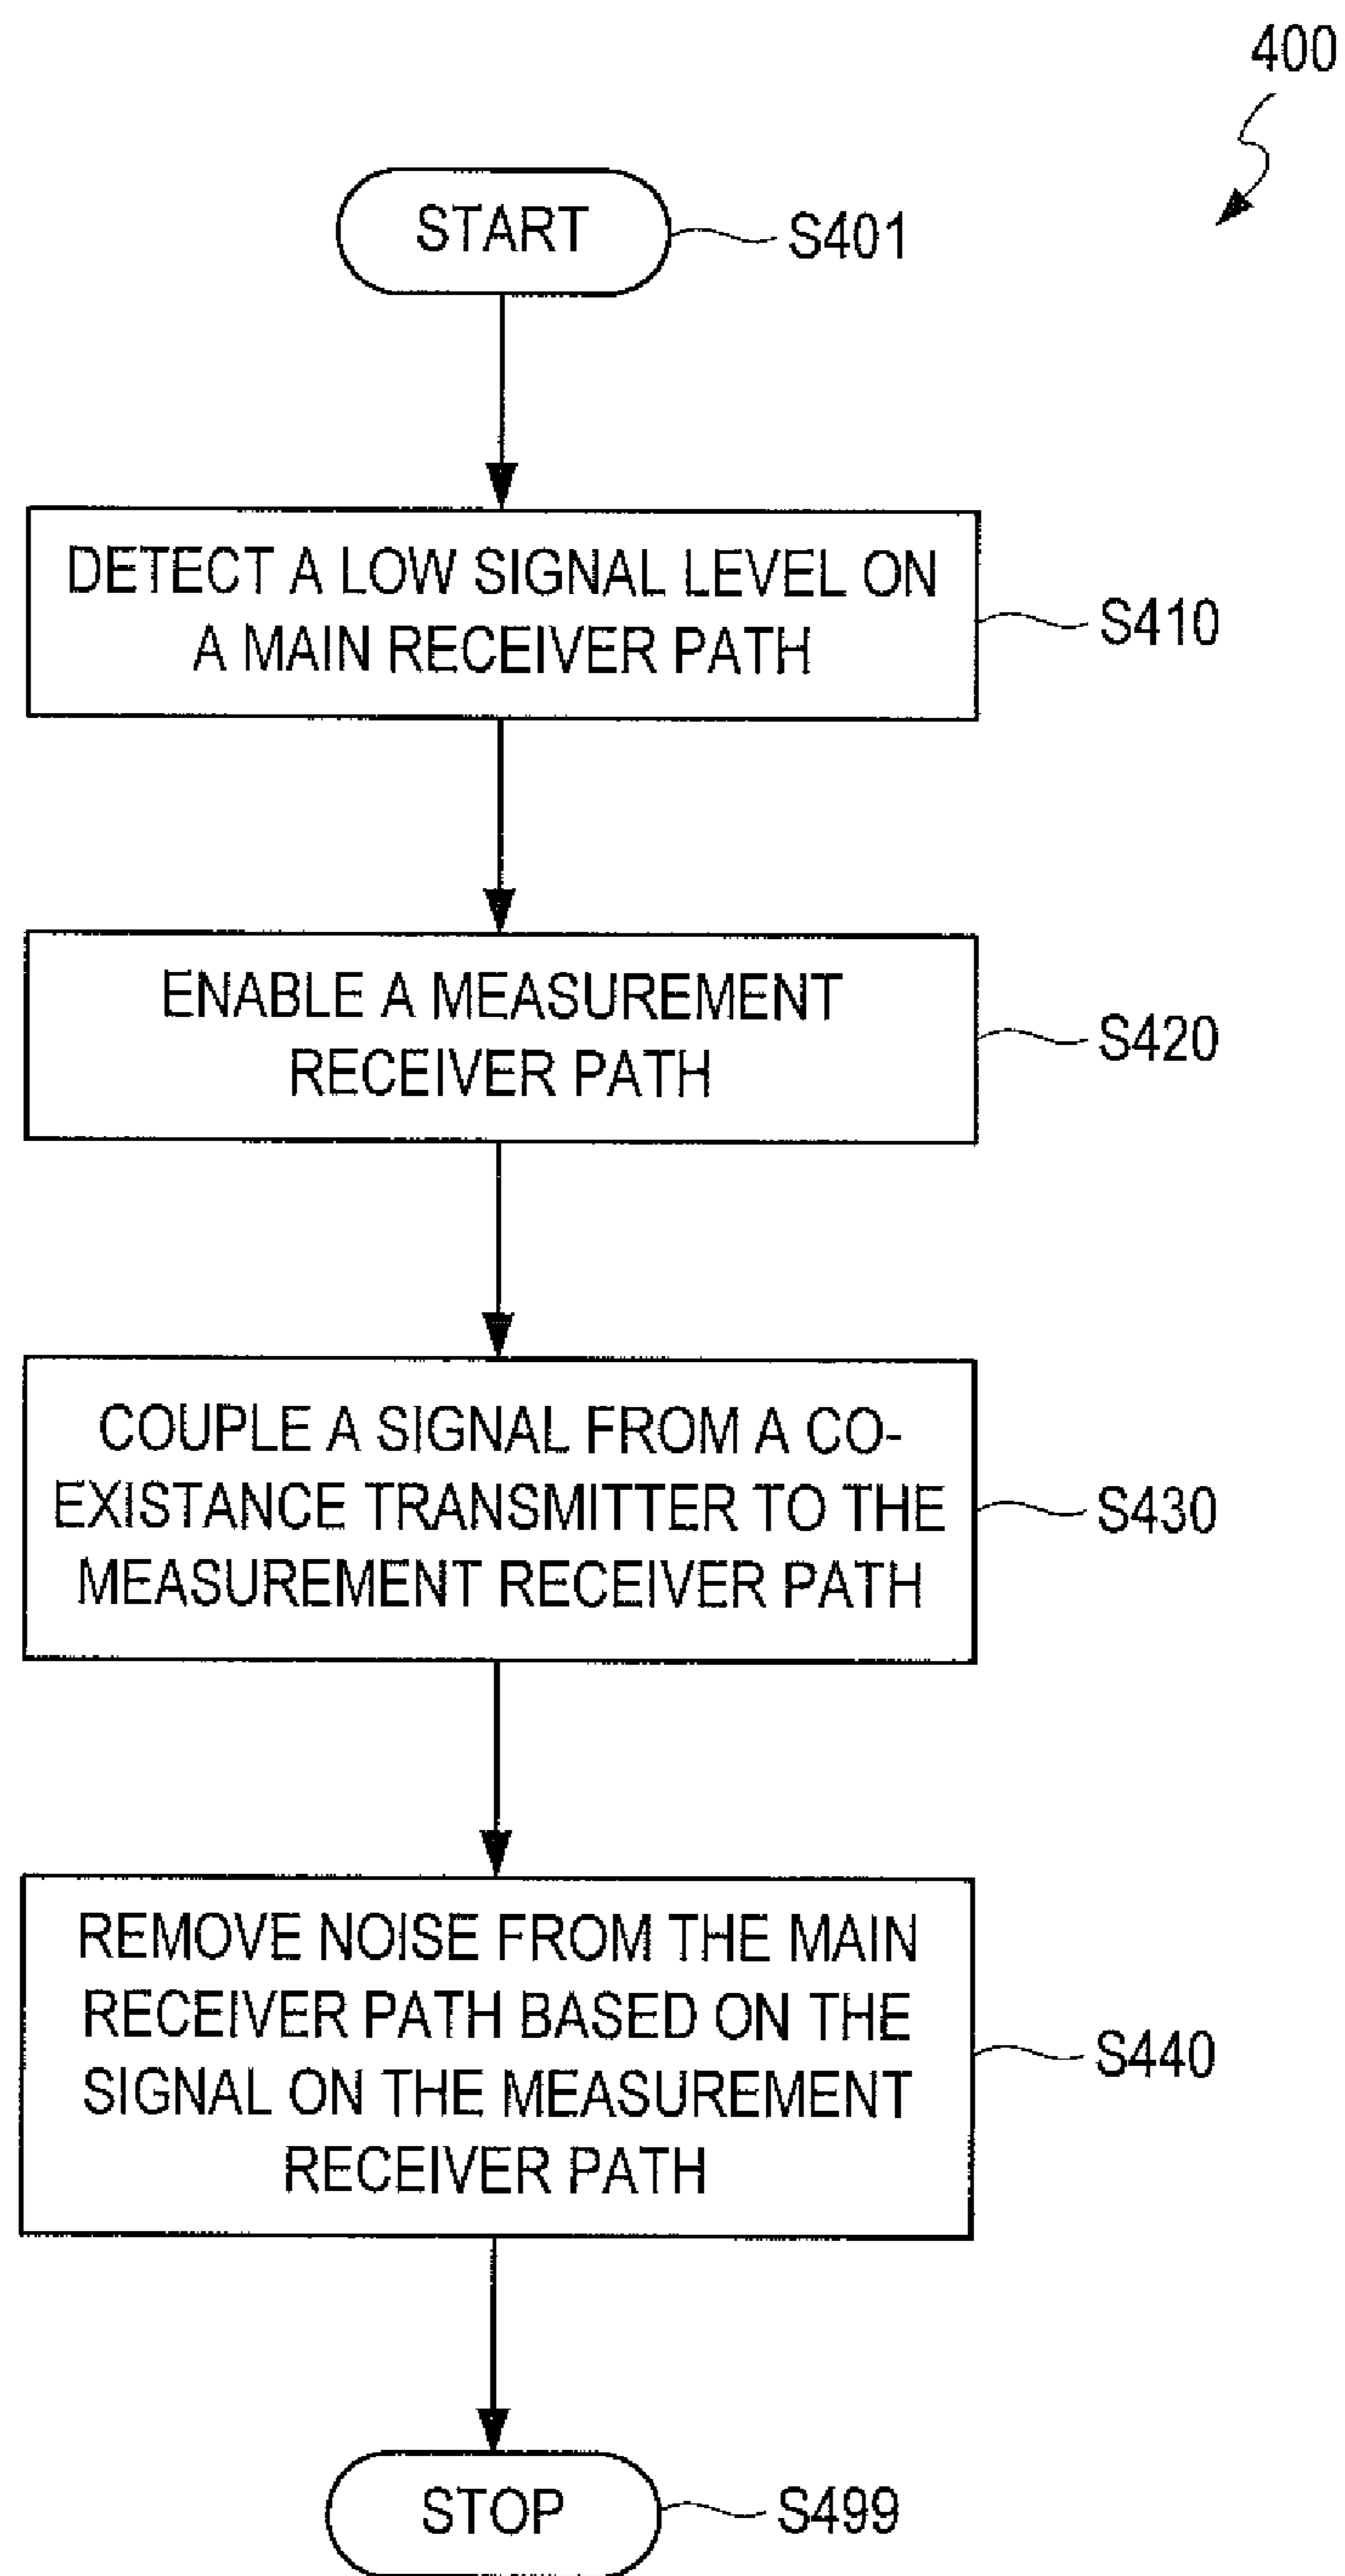 400
START
S401
DETECT A LOW SIGNAL LEVEL ON
A MAIN RECEIVER PATH
S410
ENABLE A MEASUREMENT
RECEIVER PATH
S420
COUPLE A SIGNAL FROM A CO-
EXISTANCE TRANSMITTER TO THE
MEASUREMENT RECEIVER PATH
S430
REMOVE NOISE FROM THE MAIN
RECEIVER PATH BASED ON THE
SIGNAL ON THE MEASUREMENT
RECEIVER PATH
S440
STOP
S499